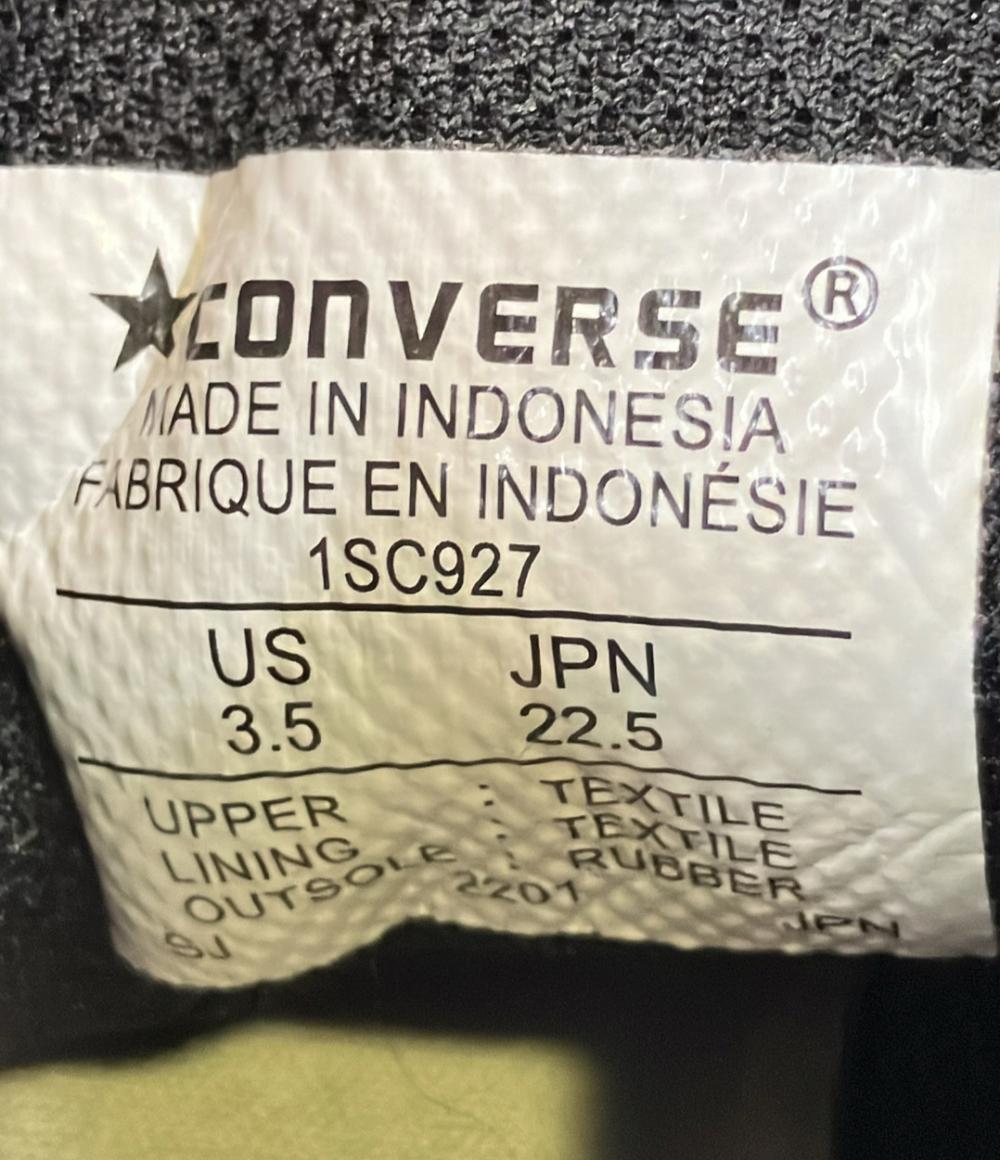 ★CONVERSE®
MADE IN INDONESIA
FABRIQUE EN INDONÉSIE
1SC927
US JPN
3.5 22.5
UPPER : TEXTILE
LINING : TEXTILE
OUTSOLE : RUBBER
SJ 2201 JPN